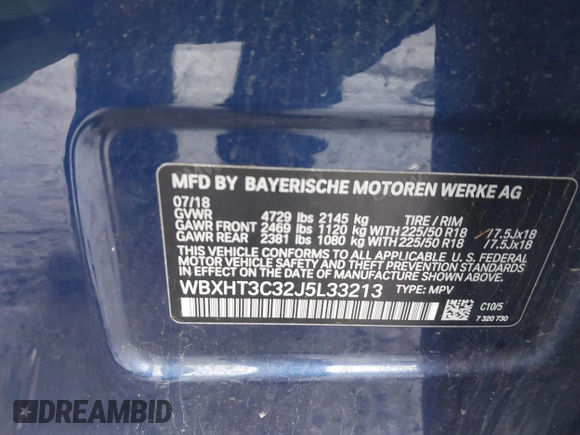 MFD BY BAYERISCHE MOTOREN WERKE AG
07/18
GVWR 4729 lbs 2145 kg TIRE / RIM
GAWR FRONT 2469 lbs 1120 kg WITH 225/50 R18 /7.5Jx18
GAWR REAR 2381 lbs 1080 kg WITH 225/50 R18 /7.5Jx18
THIS VEHICLE CONFORMS TO ALL APPLICABLE U. S. FEDERAL
MOTOR VEHICLE SAFETY AND THEFT PREVENTION STANDARDS
IN EFFECT ON THE DATE OF MANUFACTURE SHOWN ABOVE.
WBXHT3C32J5L33213 TYPE: MPV
C10/5
7 320 730
DREAMBID